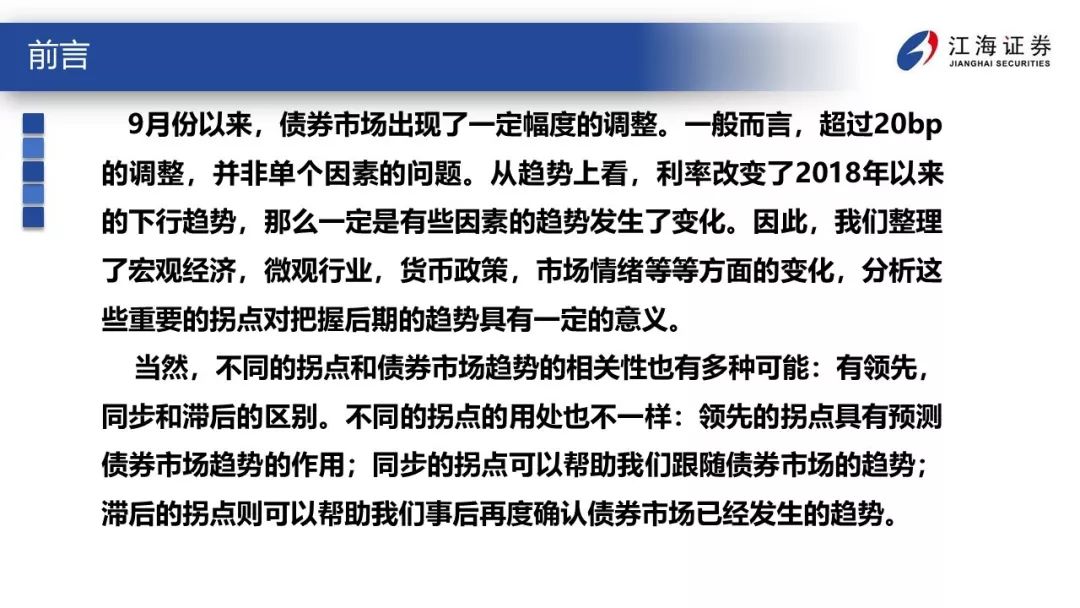 前言
江海证券
JIANGHAI SECURITIES
9月份以来，债券市场出现了一定幅度的调整。一般而言，超过20bp
的调整，并非单个因素的问题。从趋势上看，利率改变了2018年以来
的下行趋势，那么一定是有些因素的趋势发生了变化。因此，我们整理
了宏观经济，微观行业，货币政策，市场情绪等等方面的变化，分析这
些重要的拐点对把握后期的趋势具有一定的意义。
当然，不同的拐点和债券市场趋势的相关性也有多种可能：有领先，
同步和滞后的区别。不同的拐点的用处也不一样：领先的拐点具有预测
债券市场趋势的作用；同步的拐点可以帮助我们跟随债券市场的趋势；
滞后的拐点则可以帮助我们事后再度确认债券市场已经发生的趋势。